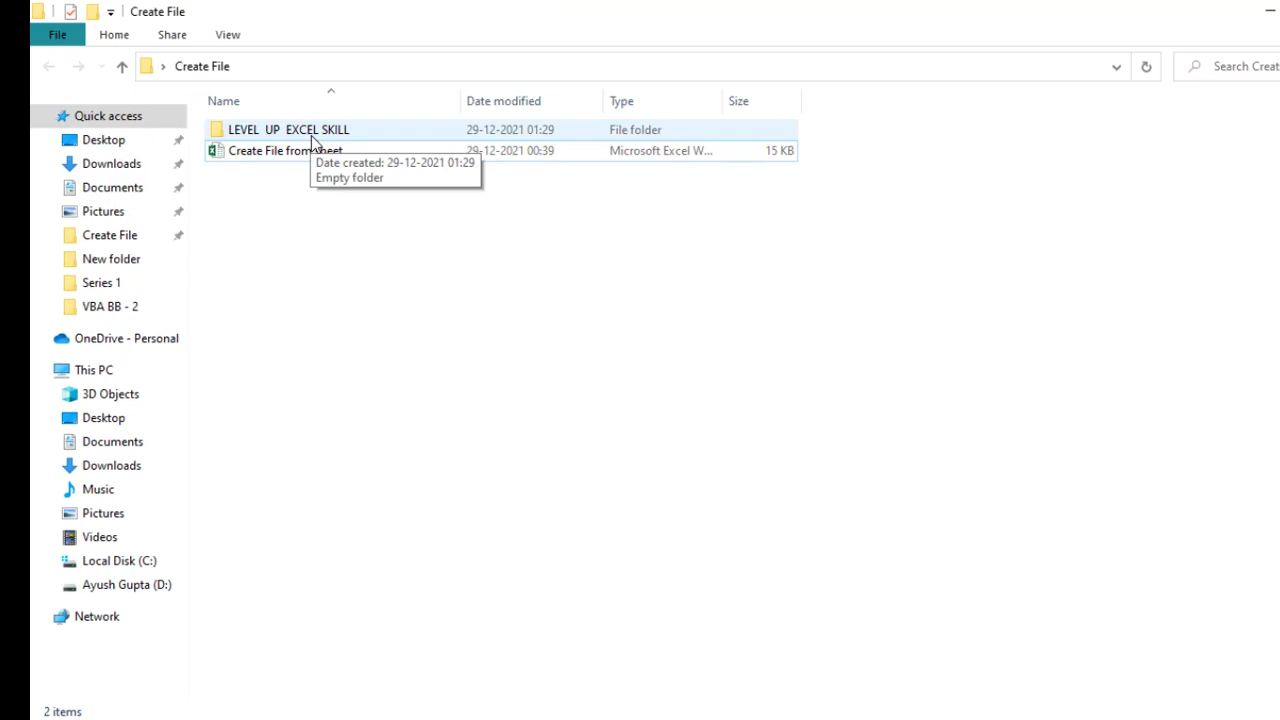 Create File
File Home Share View
Create File
Search Creat
Name Date modified Type Size
LEVEL UP EXCEL SKILL 29-12-2021 01:29 File folder
Create File from 29-12-2021 00:39 Microsoft Excel W... 15 KB
Date created: 29-12-2021 01:29
Empty folder
Quick access
Desktop
Downloads
Documents
Pictures
Create File
New folder
Series 1
VBA BB - 2
OneDrive - Personal
This PC
3D Objects
Desktop
Documents
Downloads
Music
Pictures
Videos
Local Disk (C:)
Ayush Gupta (D:)
Network
2 items